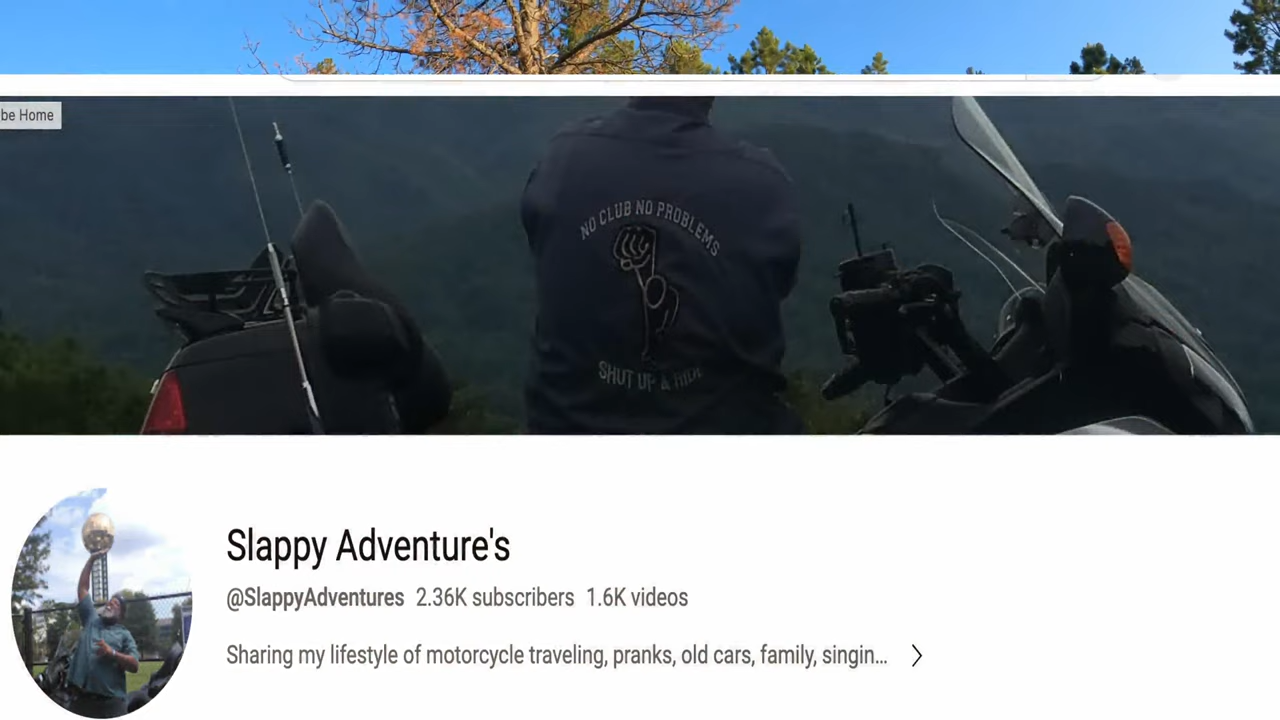 be Home
NO CLUB NO PROBLEMS
SHUT UP & RIDE
Slappy Adventure's
@SlappyAdventures 2.36K subscribers 1.6K videos
Sharing my lifestyle of motorcycle traveling, pranks, old cars, family, singin...